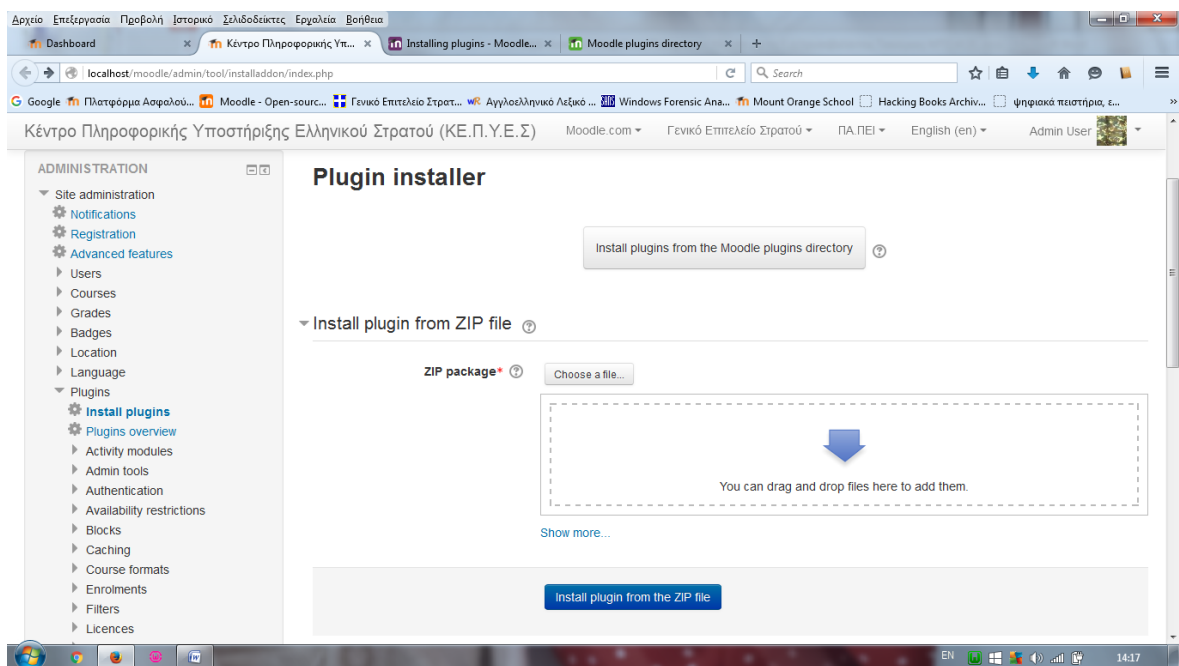 Αρχείο Επεξεργασία Προβολή Ιστορικό Σελιδοδείκτες Εργαλεία Βοήθεια
Dashboard × Κέντρο Πληροφορικής Υπ... × Installing plugins - Moodle... × Moodle plugins directory × +
localhost/moodle/admin/tool/installaddon/index.php Search
Google Πλατφόρμα Ασφαλού... Moodle - Open-sourc... Γενικό Επιτελείο Στρατ... wR Αγγλοελληνικό Λεξικό ... Windows Forensic Ana... Mount Orange School Hacking Books Archiv... ψηφιακά πειστήρια, ε... »
Κέντρο Πληροφορικής Υποστήριξης Ελληνικού Στρατού (ΚΕ.Π.Υ.Ε.Σ) Moodle.com Γενικό Επιτελείο Στρατού ΠΑ.ΠΕΙ English (en) Admin User
ADMINISTRATION
Site administration
Notifications
Registration
Advanced features
Users
Courses
Grades
Badges
Location
Language
Plugins
Install plugins
Plugins overview
Activity modules
Admin tools
Authentication
Availability restrictions
Blocks
Caching
Course formats
Enrolments
Filters
Licences
Plugin installer
Install plugins from the Moodle plugins directory ?
Install plugin from ZIP file ?
ZIP package* ? Choose a file...
You can drag and drop files here to add them.
Show more...
Install plugin from the ZIP file
EN 14:17